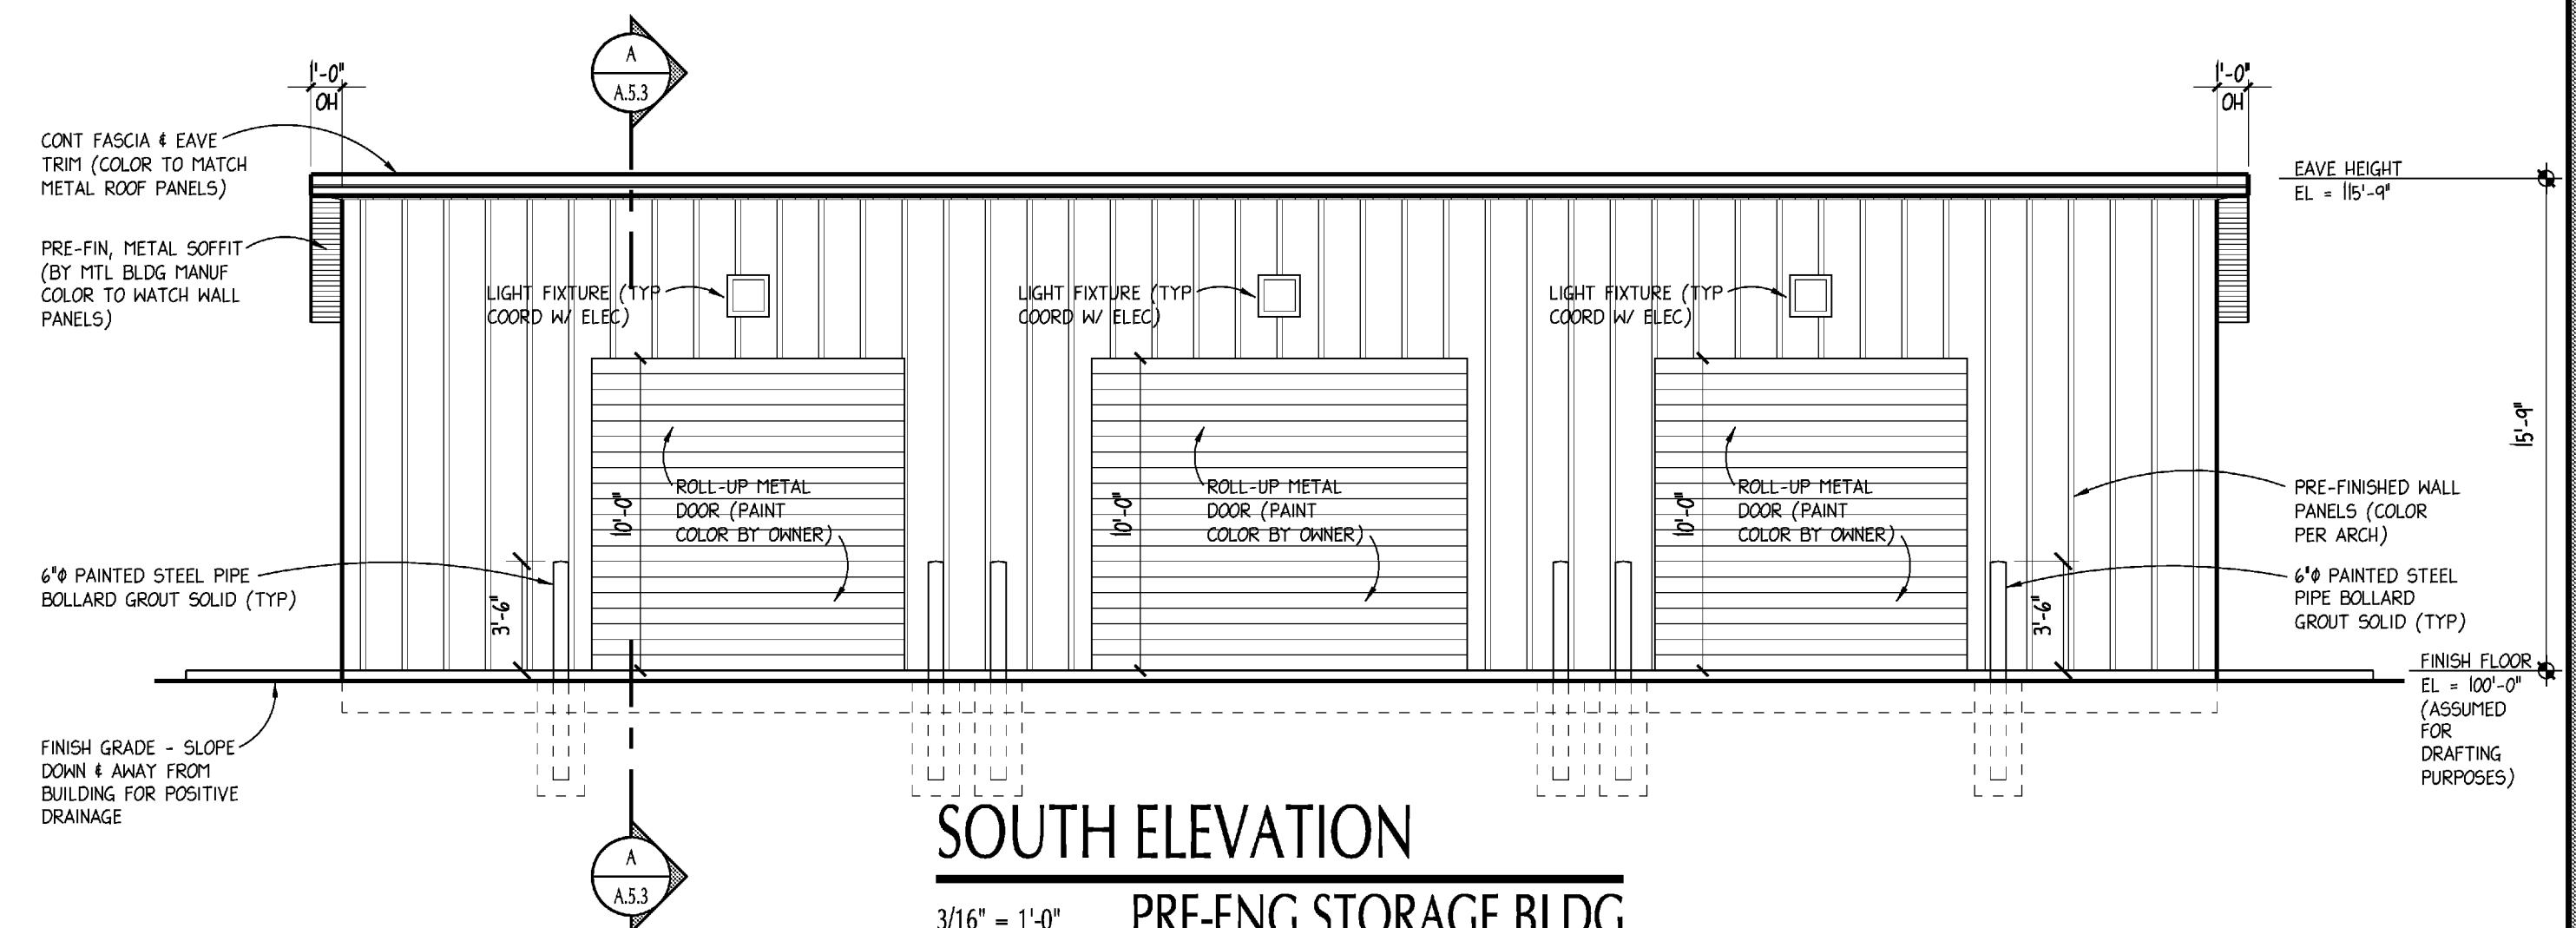 A
A.5.3
1'-0"
OH
1'-0"
OH
CONT FASCIA & EAVE
TRIM (COLOR TO MATCH
METAL ROOF PANELS)
EAVE HEIGHT
EL = 115'-9"
PRE-FIN, METAL SOFFIT
(BY MTL BLDG MANUF
COLOR TO WATCH WALL
PANELS)
LIGHT FIXTURE (TYP
COORD W/ ELEC)
LIGHT FIXTURE (TYP
COORD W/ ELEC)
LIGHT FIXTURE (TYP
COORD W/ ELEC)
15'-9"
10'-0"
ROLL-UP METAL
DOOR (PAINT
COLOR BY OWNER)
10'-0"
ROLL-UP METAL
DOOR (PAINT
COLOR BY OWNER)
10'-0"
ROLL-UP METAL
DOOR (PAINT
COLOR BY OWNER)
PRE-FINISHED WALL
PANELS (COLOR
PER ARCH)
6"Φ PAINTED STEEL PIPE
BOLLARD GROUT SOLID (TYP)
3'-6"
3'-6"
6"Φ PAINTED STEEL
PIPE BOLLARD
GROUT SOLID (TYP)
FINISH FLOOR
EL = 100'-0"
(ASSUMED
FOR
DRAFTING
PURPOSES)
FINISH GRADE - SLOPE
DOWN & AWAY FROM
BUILDING FOR POSITIVE
DRAINAGE
A
A.5.3
SOUTH ELEVATION
3/16" = 1'-0" PRE-ENG STORAGE BLDG